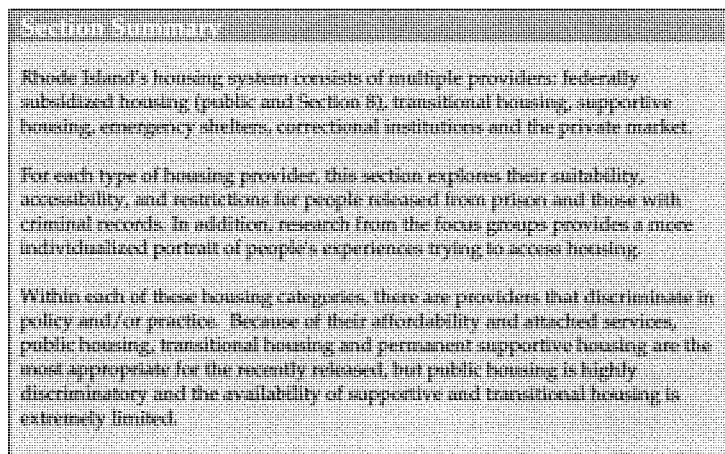 Section Summary
Rhode Island's housing system consists of multiple providers: federally
subsidized housing (public and Section 8), transitional housing, supportive
housing, emergency shelters, correctional institutions and the private market.
For each type of housing provider, this section explores their suitability,
accessibility, and restrictions for people released from prison and those with
criminal records. In addition, research from the focus groups provides a more
individualized portrait of people's experiences trying to access housing.
Within each of these housing categories, there are providers that discriminate in
policy and/or practice. Because of their affordability and attached services,
public housing, transitional housing and permanent supportive housing are the
most appropriate for the recently released, but public housing is highly
discriminatory and the availability of supportive and transitional housing is
extremely limited.